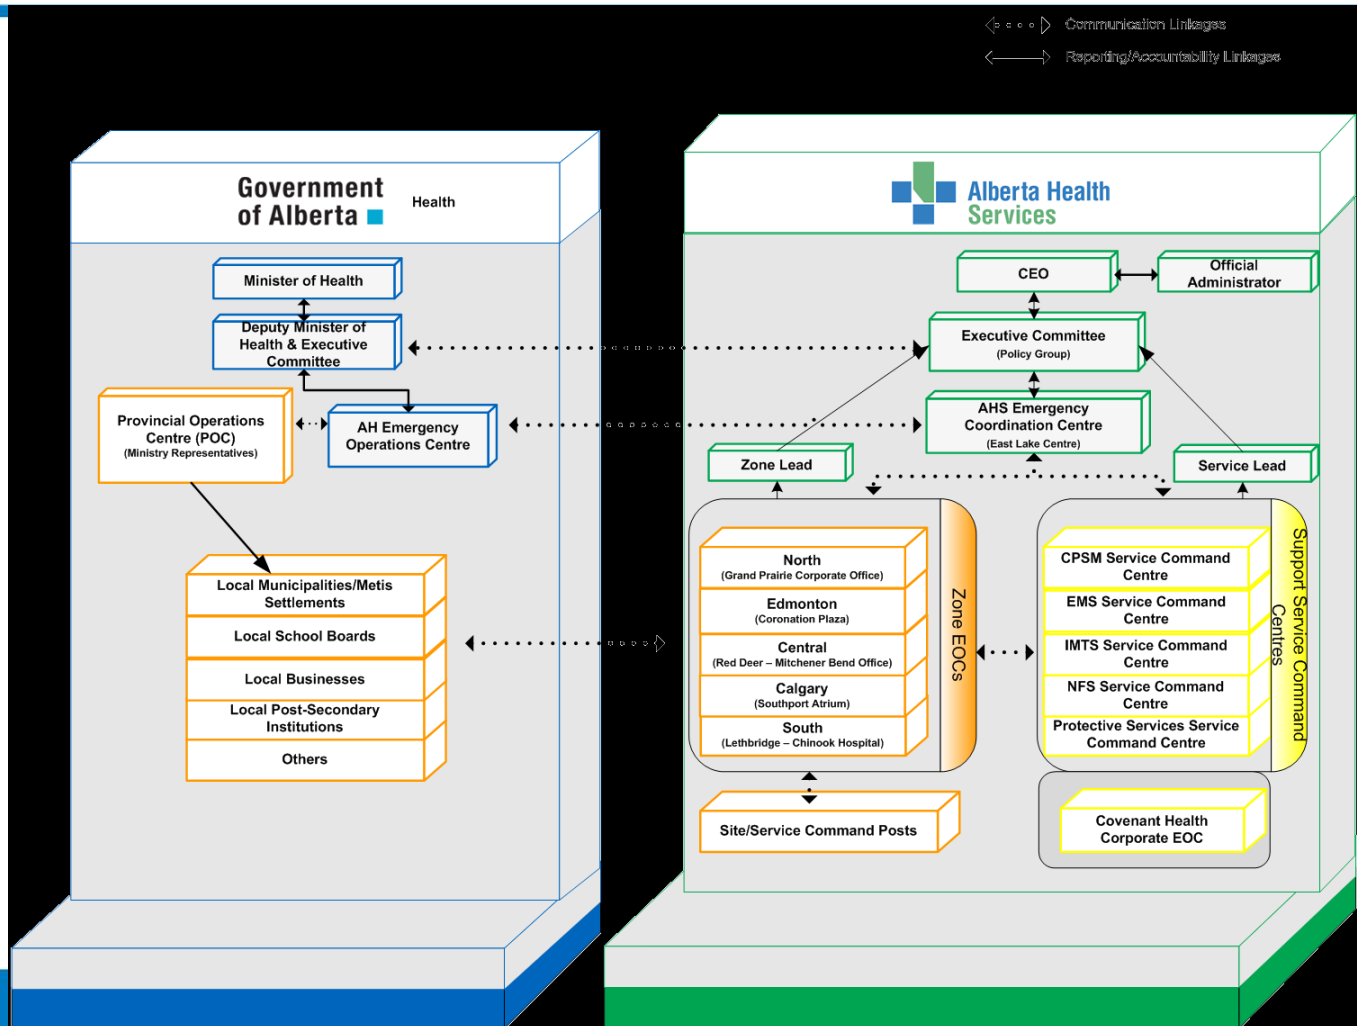 Communication Linkages
Reporting/Accountability Linkages
Government
of Alberta
Health
Minister of Health
Deputy Minister of
Health & Executive
Committee
Provincial Operations
Centre (POC)
(Ministry Representatives)
AH Emergency
Operations Centre
Local Municipalities/Metis
Settlements
Local School Boards
Local Businesses
Local Post-Secondary
Institutions
Others
Alberta Health
Services
CEO
Official
Administrator
Executive Committee
(Policy Group)
AHS Emergency
Coordination Centre
(East Lake Centre)
Zone Lead
Service Lead
North
(Grand Prairie Corporate Office)
Edmonton
(Coronation Plaza)
Central
(Red Deer – Mitchener Bend Office)
Calgary
(Southport Atrium)
South
(Lethbridge – Chinook Hospital)
Zone EOCs
CPSM Service Command
Centre
EMS Service Command
Centre
IMTS Service Command
Centre
NFS Service Command
Centre
Protective Services Service
Command Centre
Support Service Command
Centres
Site/Service Command Posts
Covenant Health
Corporate EOC